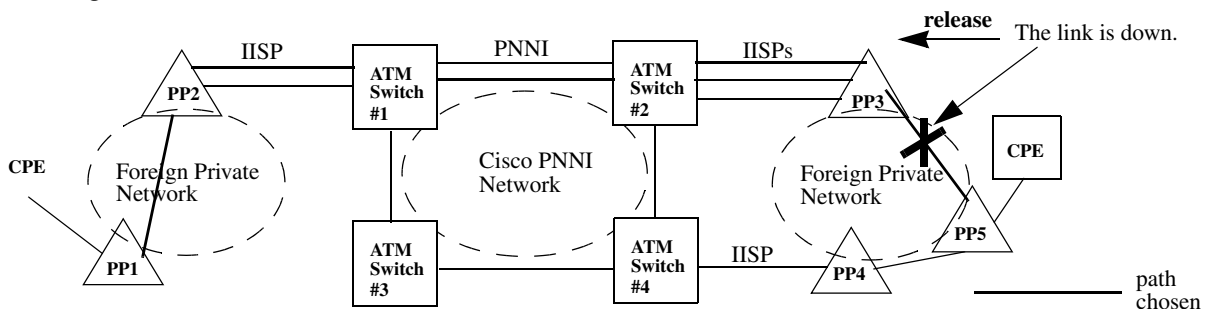 release
The link is down.
IISP
PNNI
IISPs
ATM
Switch
#1
ATM
Switch
#2
PP2
PP3
CPE
Foreign Private
Network
Cisco PNNI
Network
Foreign Private
Network
CPE
PP1
ATM
Switch
#3
ATM
Switch
#4
IISP
PP4
PP5
path
chosen